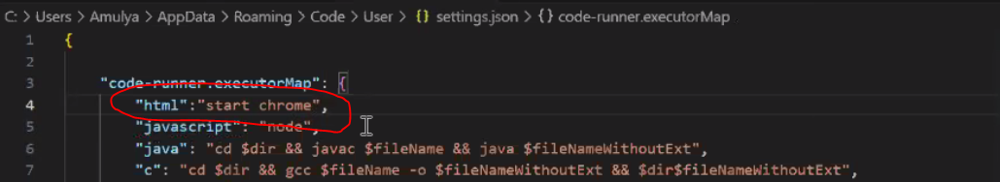 C: > Users > Amulya > AppData > Roaming > Code > User > {} settings.json > {} code-runner.executorMap
1 {
2
3 "code-runner.executorMap": {
4 "html":"start chrome",
5 "javascript": "node",
6 "java": "cd $dir && javac $fileName && java $fileNameWithoutExt",
7 "c": "cd $dir && gcc $fileName -o $fileNameWithoutExt && $dir$fileNameWithoutExt",